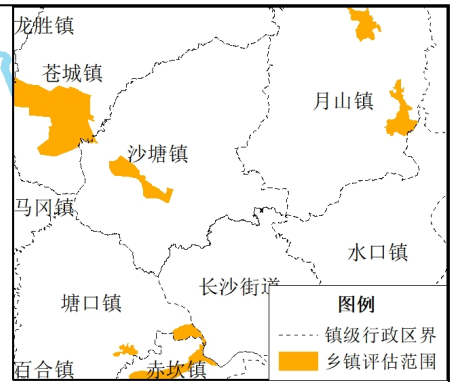 龙胜镇
苍城镇
月山镇
沙塘镇
马冈镇
水口镇
长沙街道
塘口镇
图例
镇级行政区界
乡镇评估范围
百合镇
赤坎镇